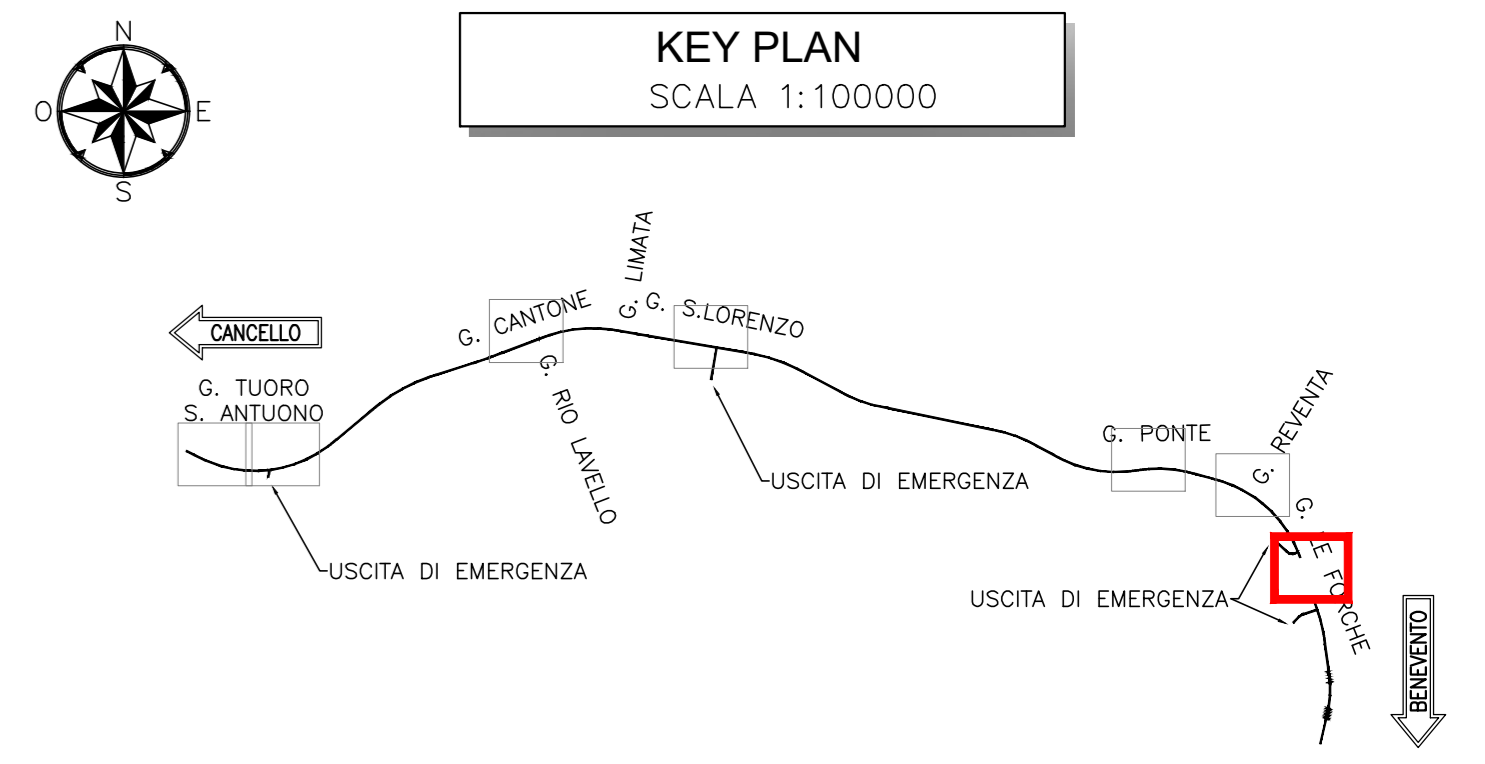 N
O
E
S
KEY PLAN
SCALA 1:100000
CANCELLO
G. TUORO
S. ANTUONO
G. CANTONE
G. RIO LAVELLO
G. LIMATA
G. S.LORENZO
USCITA DI EMERGENZA
USCITA DI EMERGENZA
G. PONTE
G. REVENTA
G. LE FORCHE
USCITA DI EMERGENZA
BENEVENTO